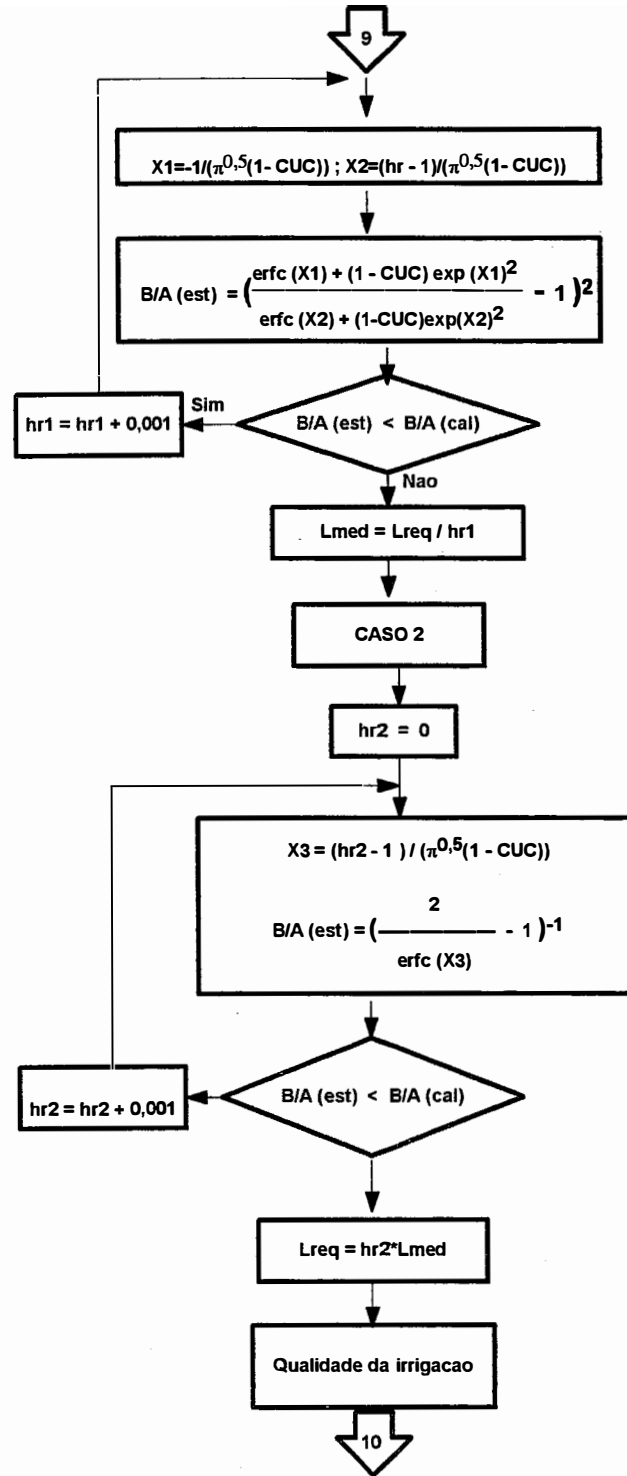 9
X1=-1/(π^0,5(1- CUC)) ; X2=(hr - 1)/(π^0,5(1- CUC))
B/A (est) = (erfc (X1) + (1 - CUC) exp (X1)^2 / erfc (X2) + (1-CUC)exp(X2)^2 - 1 )^2
B/A (est) < B/A (cal)
Sim
hr1 = hr1 + 0,001
Nao
Lmed = Lreq / hr1
CASO 2
hr2 = 0
X3 = (hr2 - 1 ) / (π^0,5(1 - CUC))
B/A (est) = (2 / erfc (X3) - 1 )^-1
B/A (est) < B/A (cal)
hr2 = hr2 + 0,001
Lreq = hr2*Lmed
Qualidade da irrigacao
10